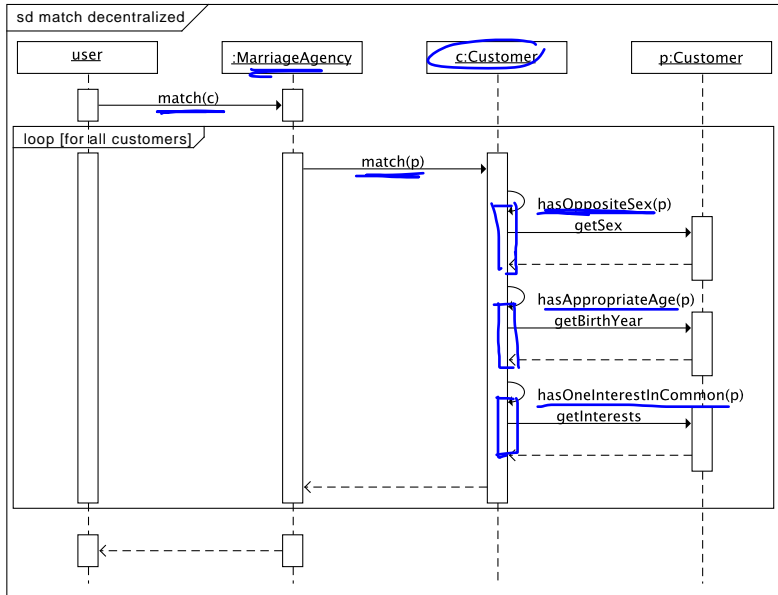 sd match decentralized
user
:MarriageAgency
c:Customer
p:Customer
match(c)
loop [for all customers]
match(p)
hasOppositeSex(p)
getSex
hasAppropriateAge(p)
getBirthYear
hasOneInterestInCommon(p)
getInterests